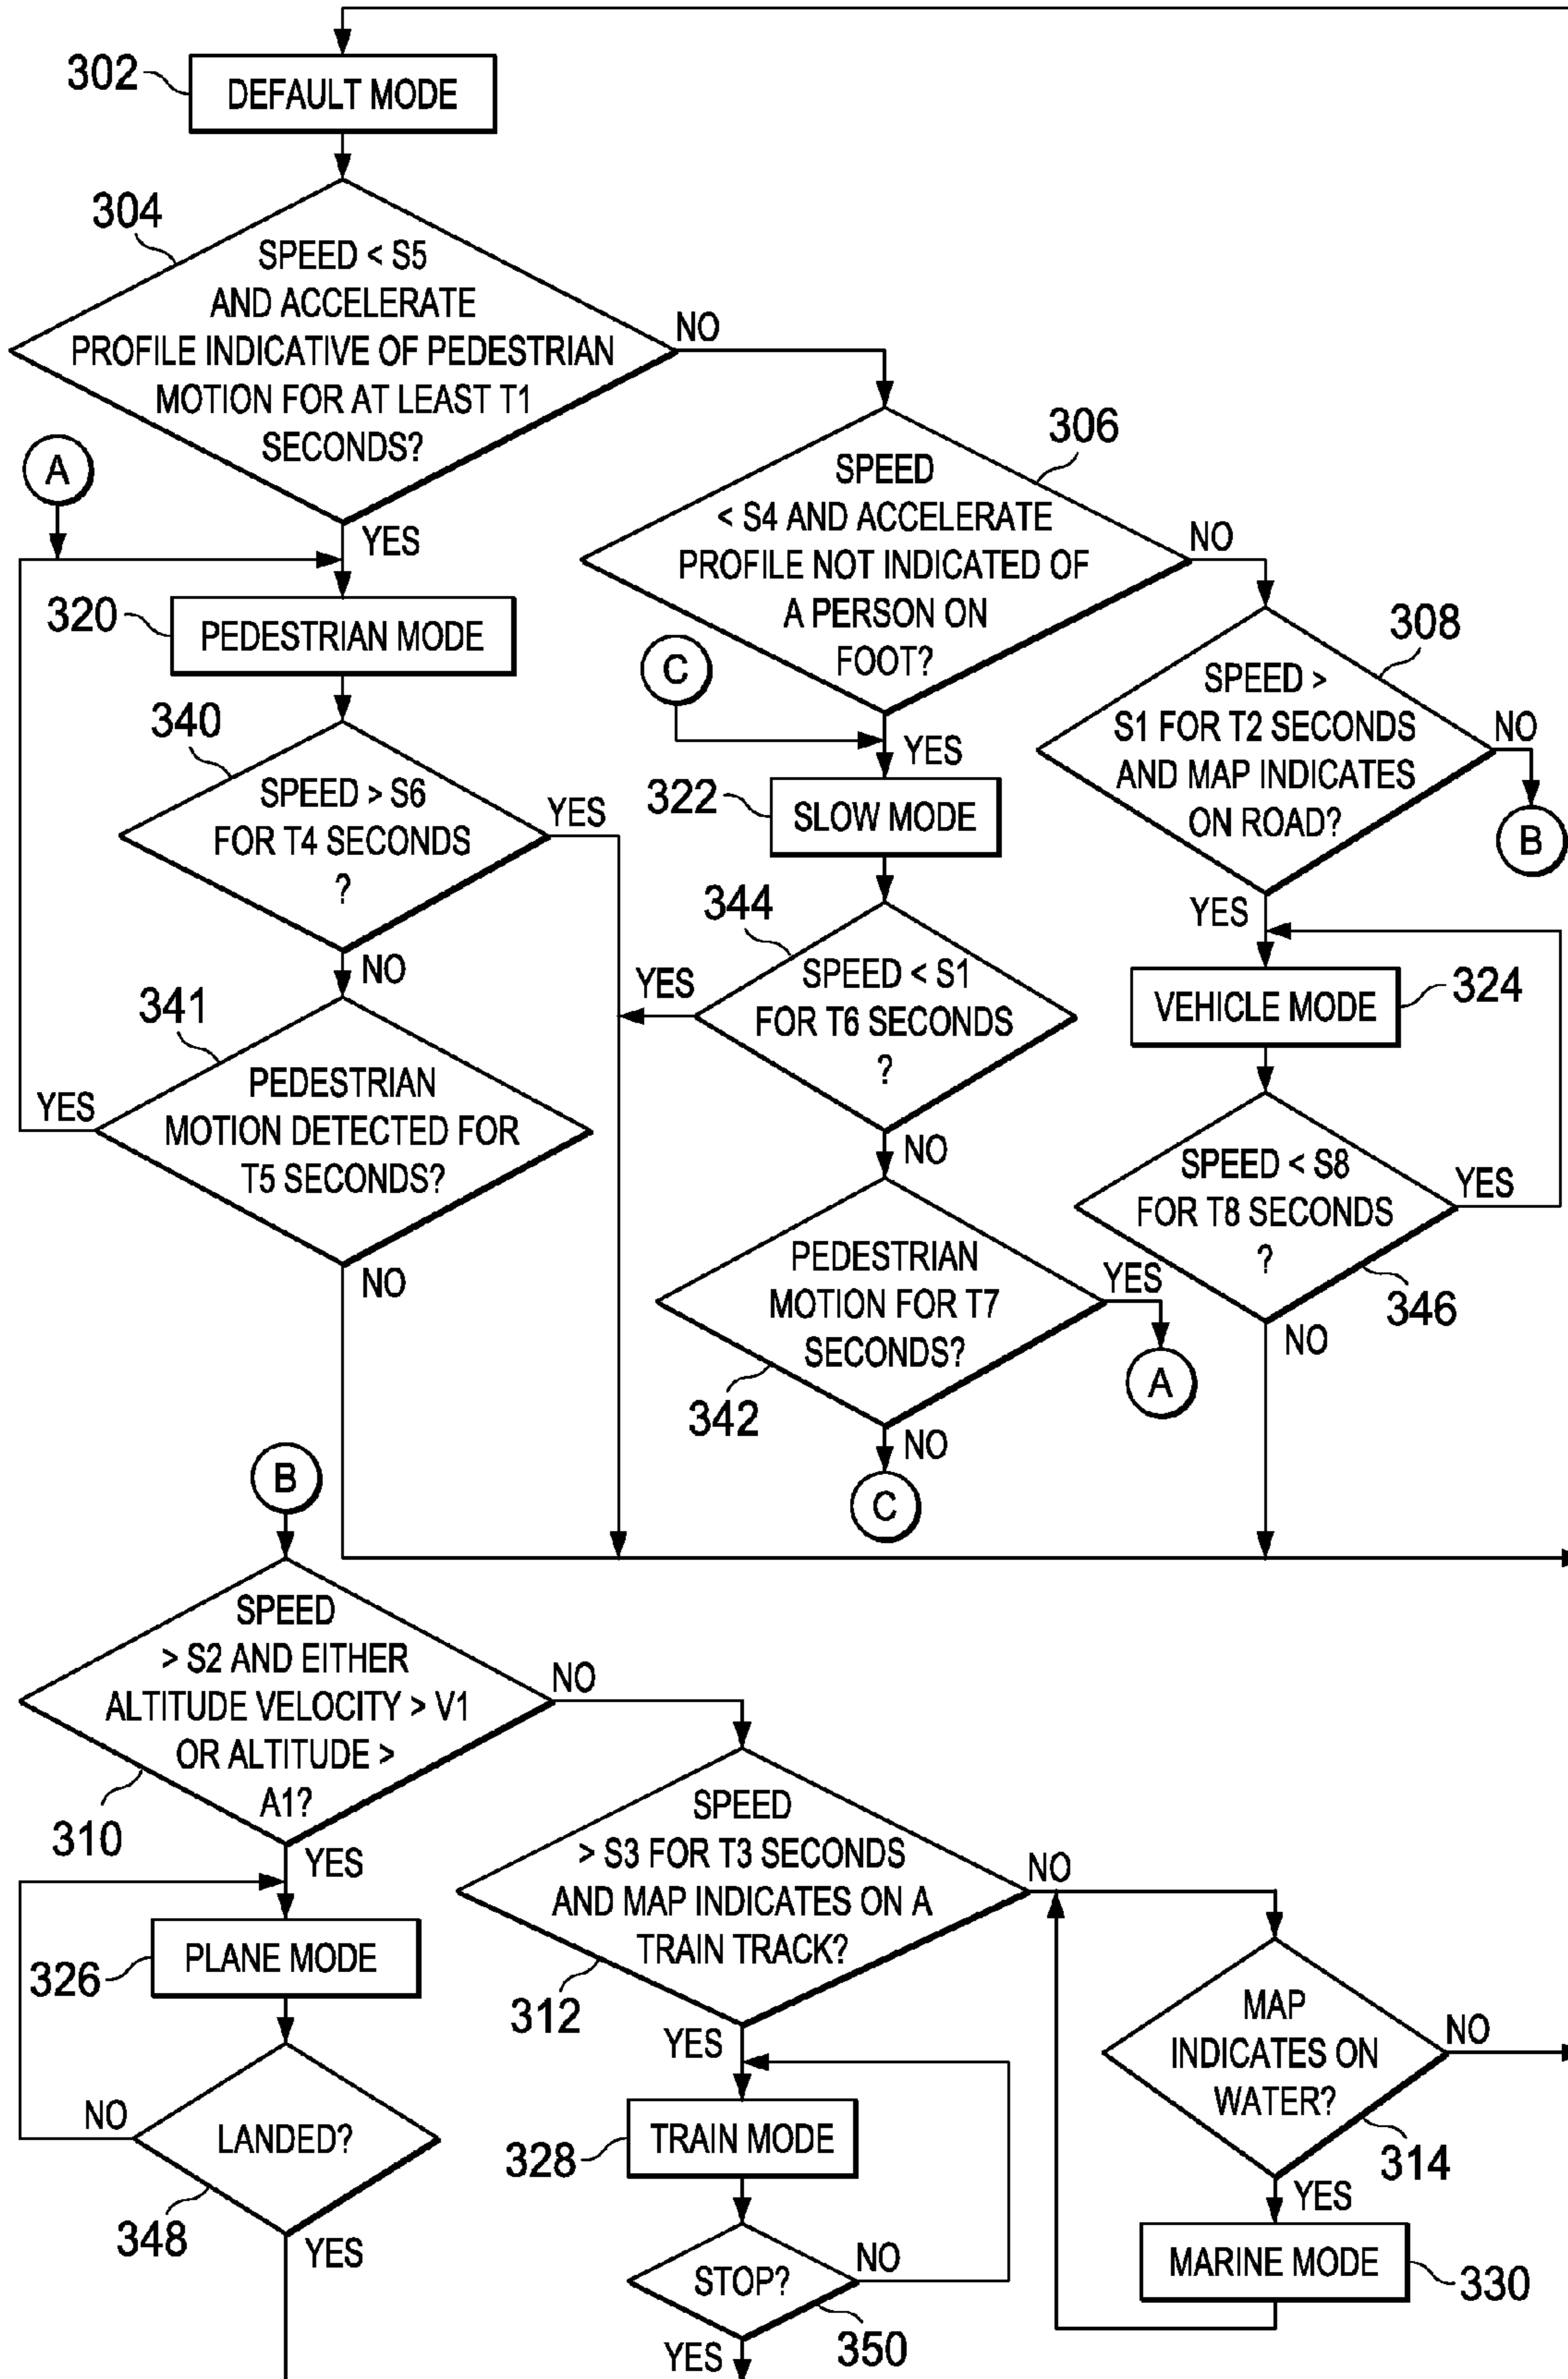 302
DEFAULT MODE
304
SPEED < S5
AND ACCELERATE
PROFILE INDICATIVE OF PEDESTRIAN
MOTION FOR AT LEAST T1
SECONDS?
NO
YES
A
306
SPEED
< S4 AND ACCELERATE
PROFILE NOT INDICATED OF
A PERSON ON
FOOT?
NO
YES
C
320
PEDESTRIAN MODE
308
SPEED >
S1 FOR T2 SECONDS
AND MAP INDICATES
ON ROAD?
NO
B
YES
340
SPEED > S6
FOR T4 SECONDS
?
YES
NO
322
SLOW MODE
344
SPEED < S1
FOR T6 SECONDS
?
YES
NO
VEHICLE MODE
324
341
PEDESTRIAN
MOTION DETECTED FOR
T5 SECONDS?
YES
NO
SPEED < S8
FOR T8 SECONDS
?
YES
346
NO
PEDESTRIAN
MOTION FOR T7
SECONDS?
YES
A
342
NO
C
B
SPEED
> S2 AND EITHER
ALTITUDE VELOCITY > V1
OR ALTITUDE >
A1?
NO
310
YES
SPEED
> S3 FOR T3 SECONDS
AND MAP INDICATES ON A
TRAIN TRACK?
NO
312
YES
326
PLANE MODE
MAP
INDICATES ON
WATER?
NO
314
YES
NO
LANDED?
348
YES
328
TRAIN MODE
STOP?
NO
350
YES
MARINE MODE
330